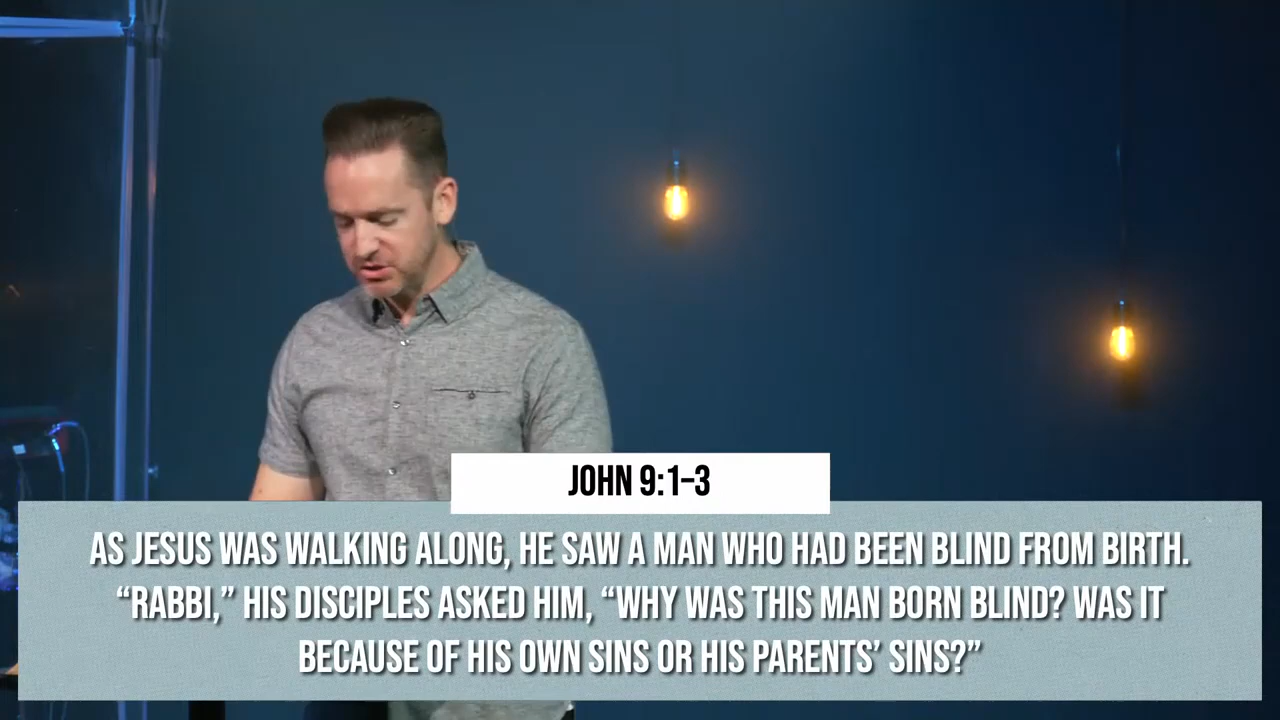 JOHN 9:1–3
AS JESUS WAS WALKING ALONG, HE SAW A MAN WHO HAD BEEN BLIND FROM BIRTH.
“RABBI,” HIS DISCIPLES ASKED HIM, “WHY WAS THIS MAN BORN BLIND? WAS IT
BECAUSE OF HIS OWN SINS OR HIS PARENTS’ SINS?”